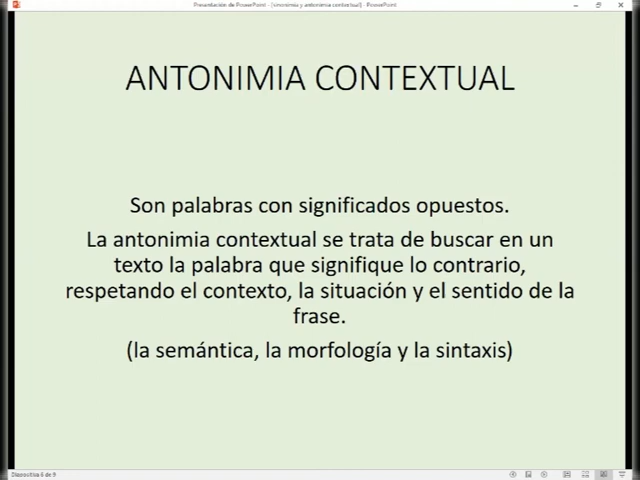 Presentación de PowerPoint - [sinonimia y antonimia contextual] - PowerPoint
ANTONIMIA CONTEXTUAL
Son palabras con significados opuestos.
La antonimia contextual se trata de buscar en un
texto la palabra que signifique lo contrario,
respetando el contexto, la situación y el sentido de la
frase.
(la semántica, la morfología y la sintaxis)
Diapositiva 6 de 9